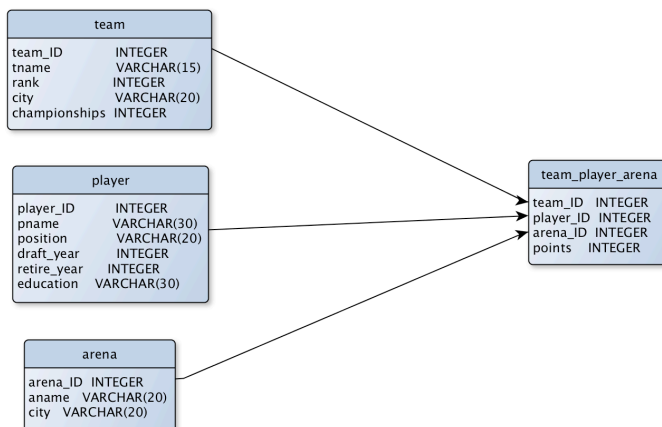 team
team_ID INTEGER
tname VARCHAR(15)
rank INTEGER
city VARCHAR(20)
championships INTEGER
player
player_ID INTEGER
pname VARCHAR(30)
position VARCHAR(20)
draft_year INTEGER
retire_year INTEGER
education VARCHAR(30)
arena
arena_ID INTEGER
aname VARCHAR(20)
city VARCHAR(20)
team_player_arena
team_ID INTEGER
player_ID INTEGER
arena_ID INTEGER
points INTEGER